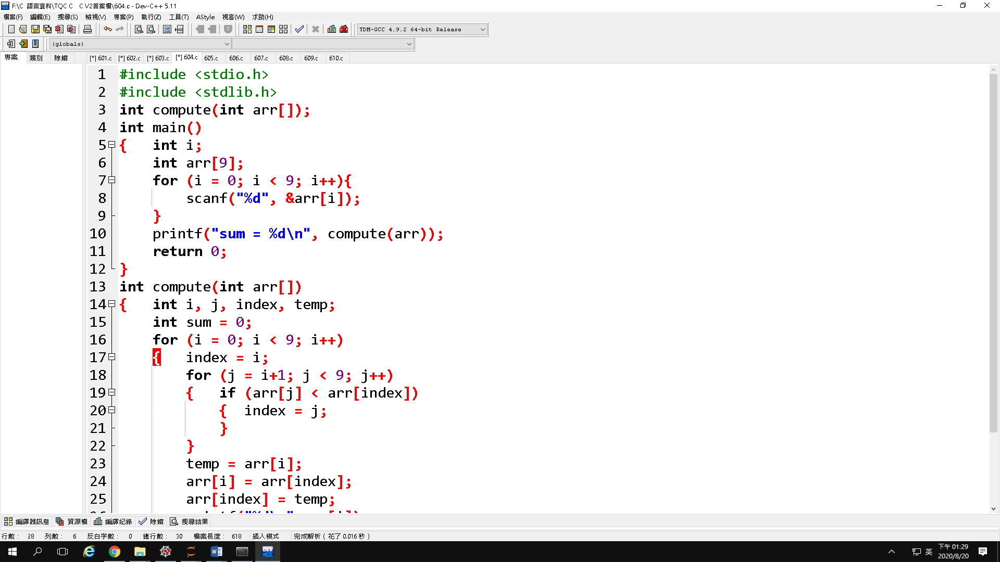 F:\C 語言資料\TQC C C V2答案檔\604.c - Dev-C++ 5.11
檔案(F) 編輯(E) 搜尋(S) 檢視(V) 專案(P) 執行(Z) 工具(T) AStyle 視窗(W) 求助(H)
TDM-GCC 4.9.2 64-bit Release
(globals)
專案 類別 除錯 [*] 601.c [*] 602.c [*] 603.c [*] 604.c 605.c 606.c 607.c 608.c 609.c 610.c
1 #include <stdio.h>
2 #include <stdlib.h>
3 int compute(int arr[]);
4 int main()
5 { int i;
6 int arr[9];
7 for (i = 0; i < 9; i++){
8 scanf("%d", &arr[i]);
9 }
10 printf("sum = %d\n", compute(arr));
11 return 0;
12 }
13 int compute(int arr[])
14 { int i, j, index, temp;
15 int sum = 0;
16 for (i = 0; i < 9; i++)
17 { index = i;
18 for (j = i+1; j < 9; j++)
19 { if (arr[j] < arr[index])
20 { index = j;
21 }
22 }
23 temp = arr[i];
24 arr[i] = arr[index];
25 arr[index] = temp;
編譯器訊息 資源檔 編譯紀錄 除錯 搜尋結果
行數: 28 列數: 6 反白字數: 0 總行數: 30 檔案長度: 618 插入模式 完成解析 (花了 0.016 秒)
英 下午 01:29
2020/8/20